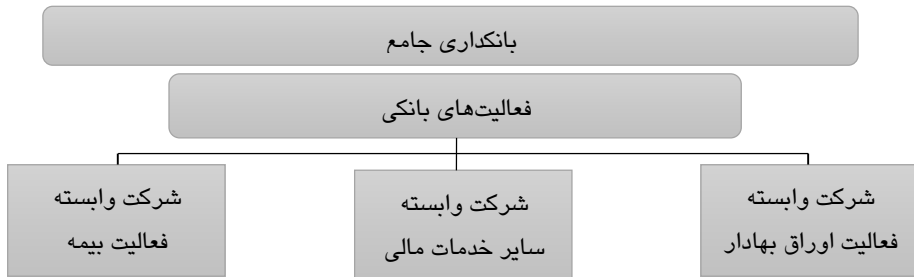 بانکداری جامع
فعالیت‌های بانکی
شرکت وابسته
فعالیت اوراق بهادار
شرکت وابسته
سایر خدمات مالی
شرکت وابسته
فعالیت بیمه